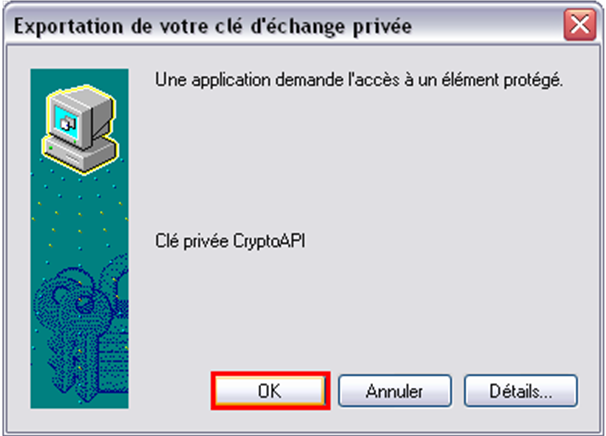 Exportation de votre clé d'échange privée
Une application demande l'accès à un élément protégé.
Clé privée CryptoAPI
OK
Annuler
Détails...